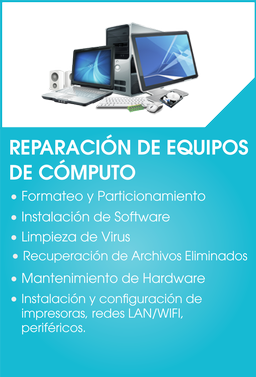 REPARACIÓN DE EQUIPOS
DE CÓMPUTO
• Formateo y Particionamiento
• Instalación de Software
• Limpieza de Virus
• Recuperación de Archivos Eliminados
• Mantenimiento de Hardware
• Instalación y configuración de
impresoras, redes LAN/WIFI,
periféricos.